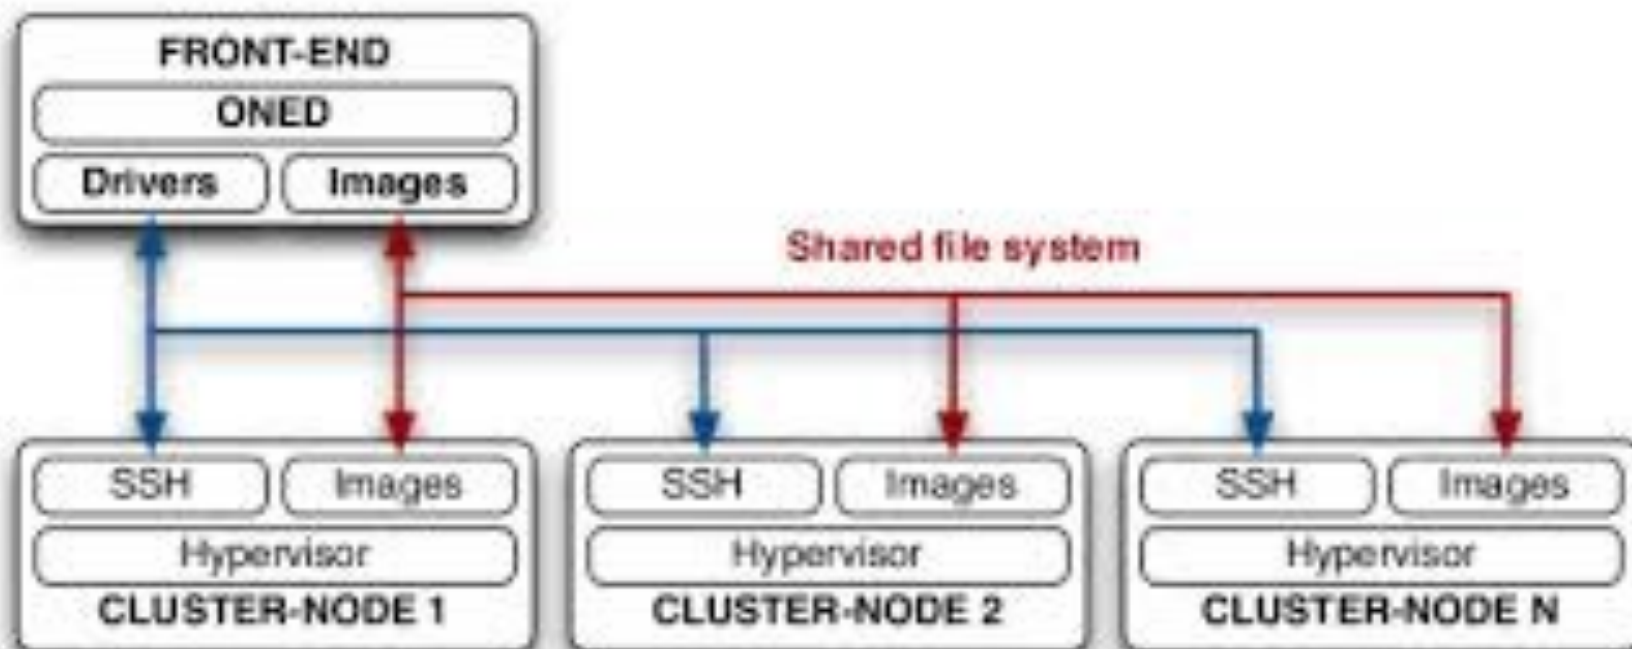 FRONT-END
ONED
Drivers
Images
Shared file system
SSH
Images
Hypervisor
CLUSTER-NODE 1
SSH
Images
Hypervisor
CLUSTER-NODE 2
SSH
Images
Hypervisor
CLUSTER-NODE N